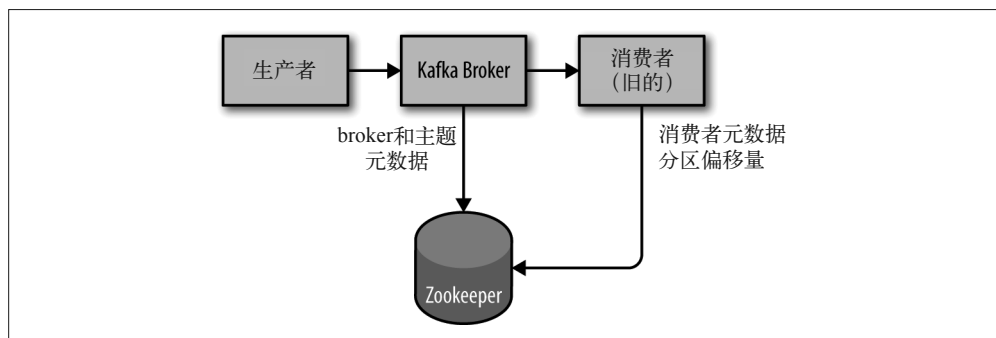 生产者
Kafka Broker
消费者
（旧的）
broker和主题
元数据
消费者元数据
分区偏移量
Zookeeper